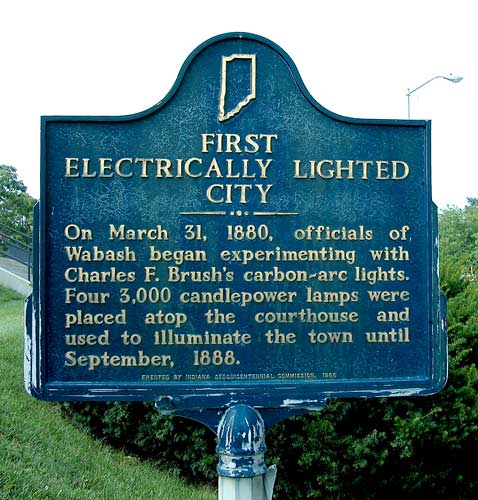 FIRST
ELECTRICALLY LIGHTED
CITY
On March 31, 1880, officials of
Wabash began experimenting with
Charles F. Brush's carbon-arc lights.
Four 3,000 candlepower lamps were
placed atop the courthouse and
used to illuminate the town until
September, 1888.
ERECTED BY INDIANA SESQUICENTENNIAL COMMISSION, 1966